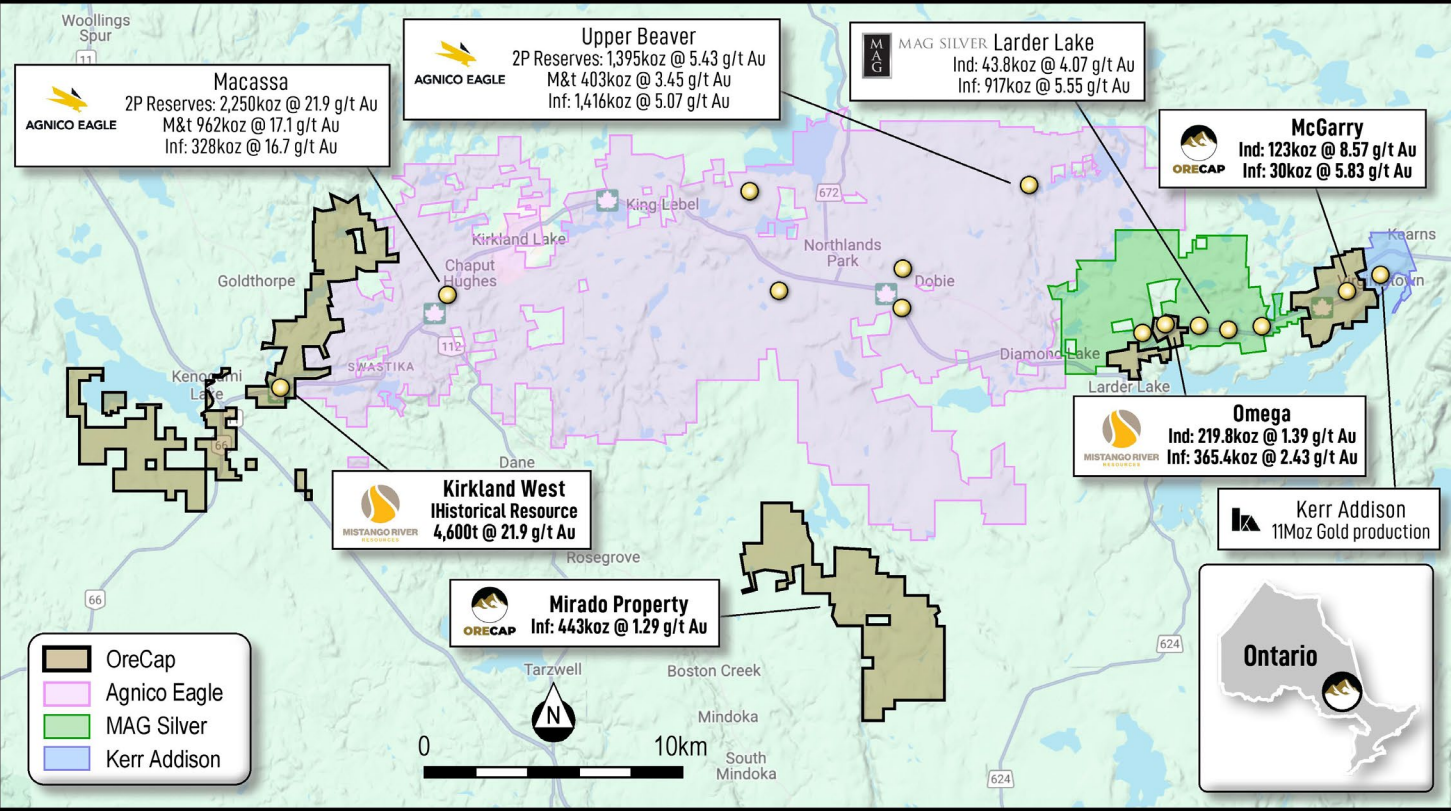 Woollings
Spur
11
AGNICO EAGLE
Macassa
2P Reserves: 2,250koz @ 21.9 g/t Au
M&t 962koz @ 17.1 g/t Au
Inf: 328koz @ 16.7 g/t Au
AGNICO EAGLE
Upper Beaver
2P Reserves: 1,395koz @ 5.43 g/t Au
M&t 403koz @ 3.45 g/t Au
Inf: 1,416koz @ 5.07 g/t Au
MAG
MAG SILVER
Larder Lake
Ind: 43.8koz @ 4.07 g/t Au
Inf: 917koz @ 5.55 g/t Au
ORECAP
McGarry
Ind: 123koz @ 8.57 g/t Au
Inf: 30koz @ 5.83 g/t Au
672
King Lebel
Kirkland Lake
Northlands
Park
Kearns
Goldthorpe
Chaput
Hughes
Dobie
112
SWASTIKA
Diamond Lake
Larder Lake
Kenogami
Lake
66
Dane
MISTANGO RIVER
RESOURCES
Kirkland West
IHistorical Resource
4,600t @ 21.9 g/t Au
MISTANGO RIVER
RESOURCES
Omega
Ind: 219.8koz @ 1.39 g/t Au
Inf: 365.4koz @ 2.43 g/t Au
Kerr Addison
11Moz Gold production
Rosegrove
66
ORECAP
Mirado Property
Inf: 443koz @ 1.29 g/t Au
624
Tarzwell
Boston Creek
Mindoka
South
Mindoka
624
OreCap
Agnico Eagle
MAG Silver
Kerr Addison
N
0
10km
Ontario